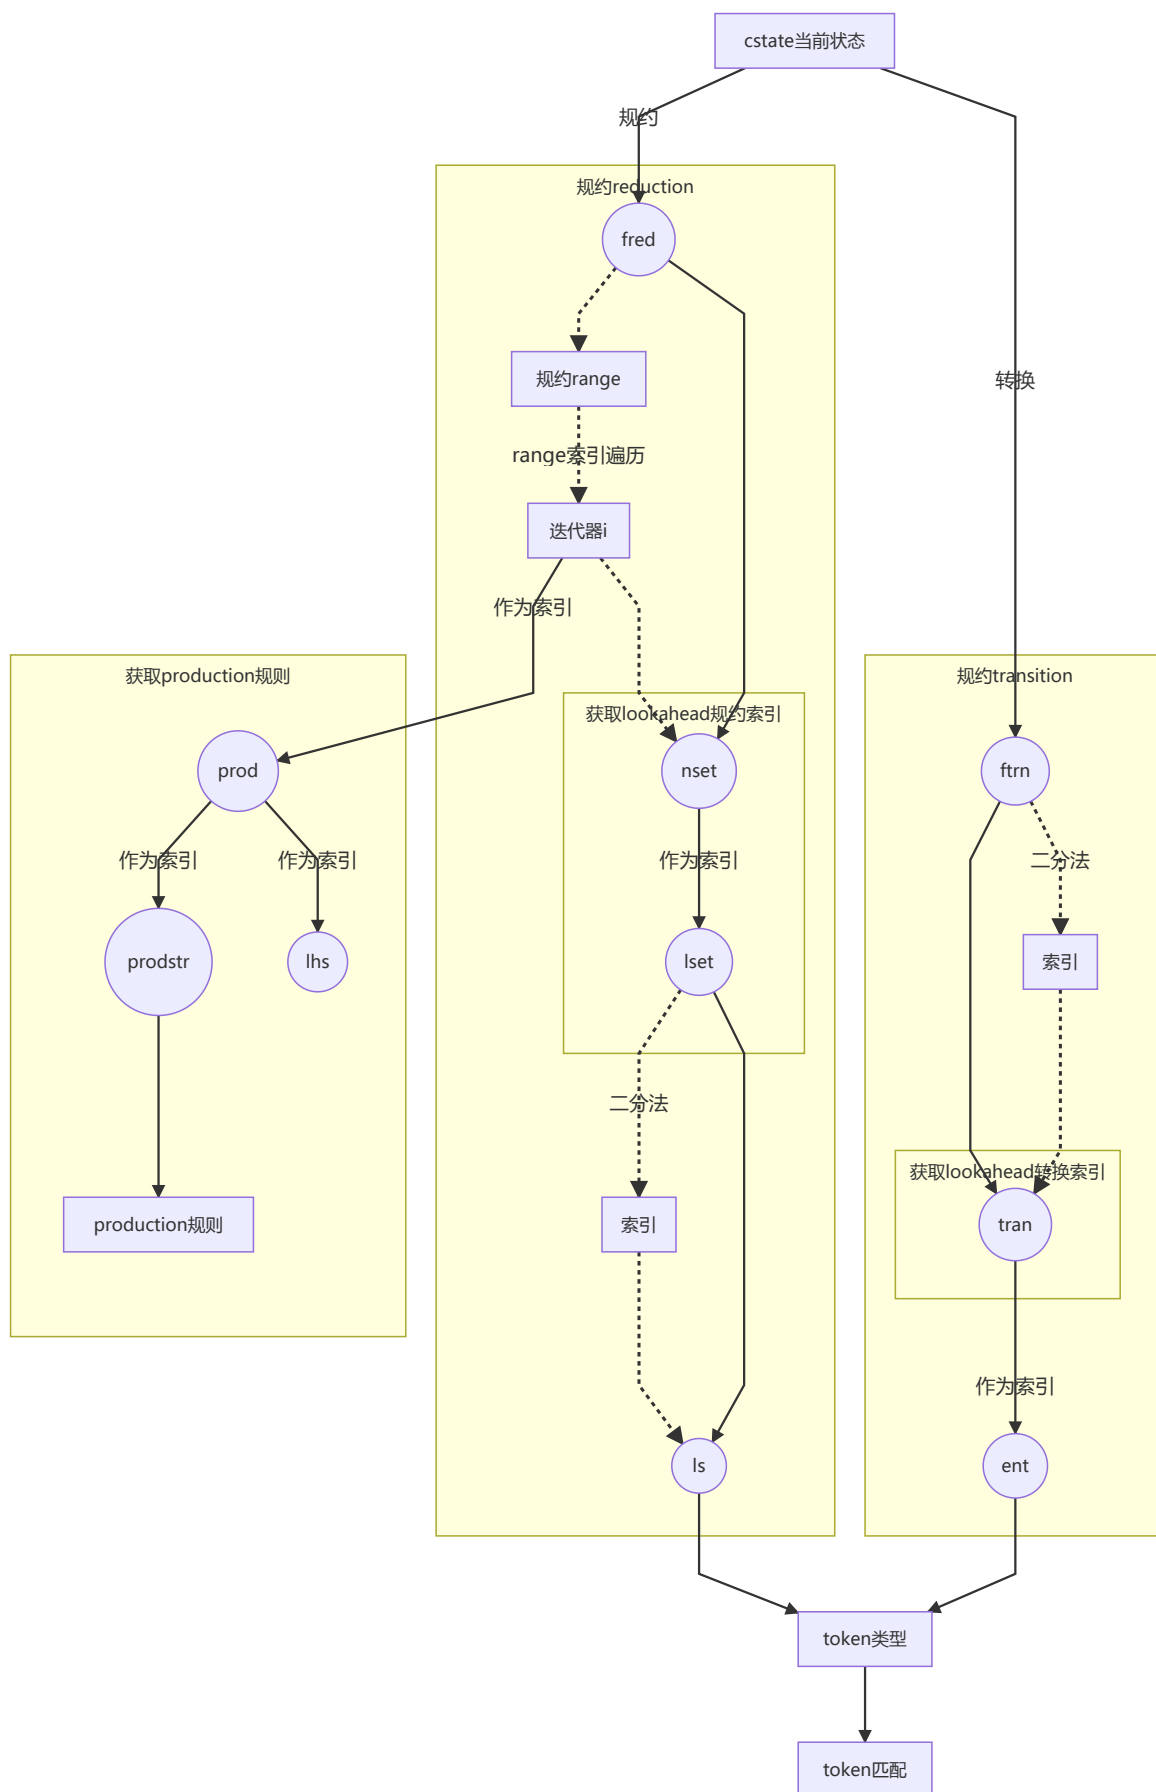 cstate当前状态
规约
规约reduction
fred
规约range
转换
range索引遍历
迭代器i
作为索引
获取production规则
规约transition
获取lookahead规约索引
prod
nset
ftrn
作为索引
作为索引
作为索引
二分法
prodstr
lhs
lset
索引
二分法
获取lookahead转换索引
production规则
索引
tran
作为索引
ls
ent
token类型
token匹配